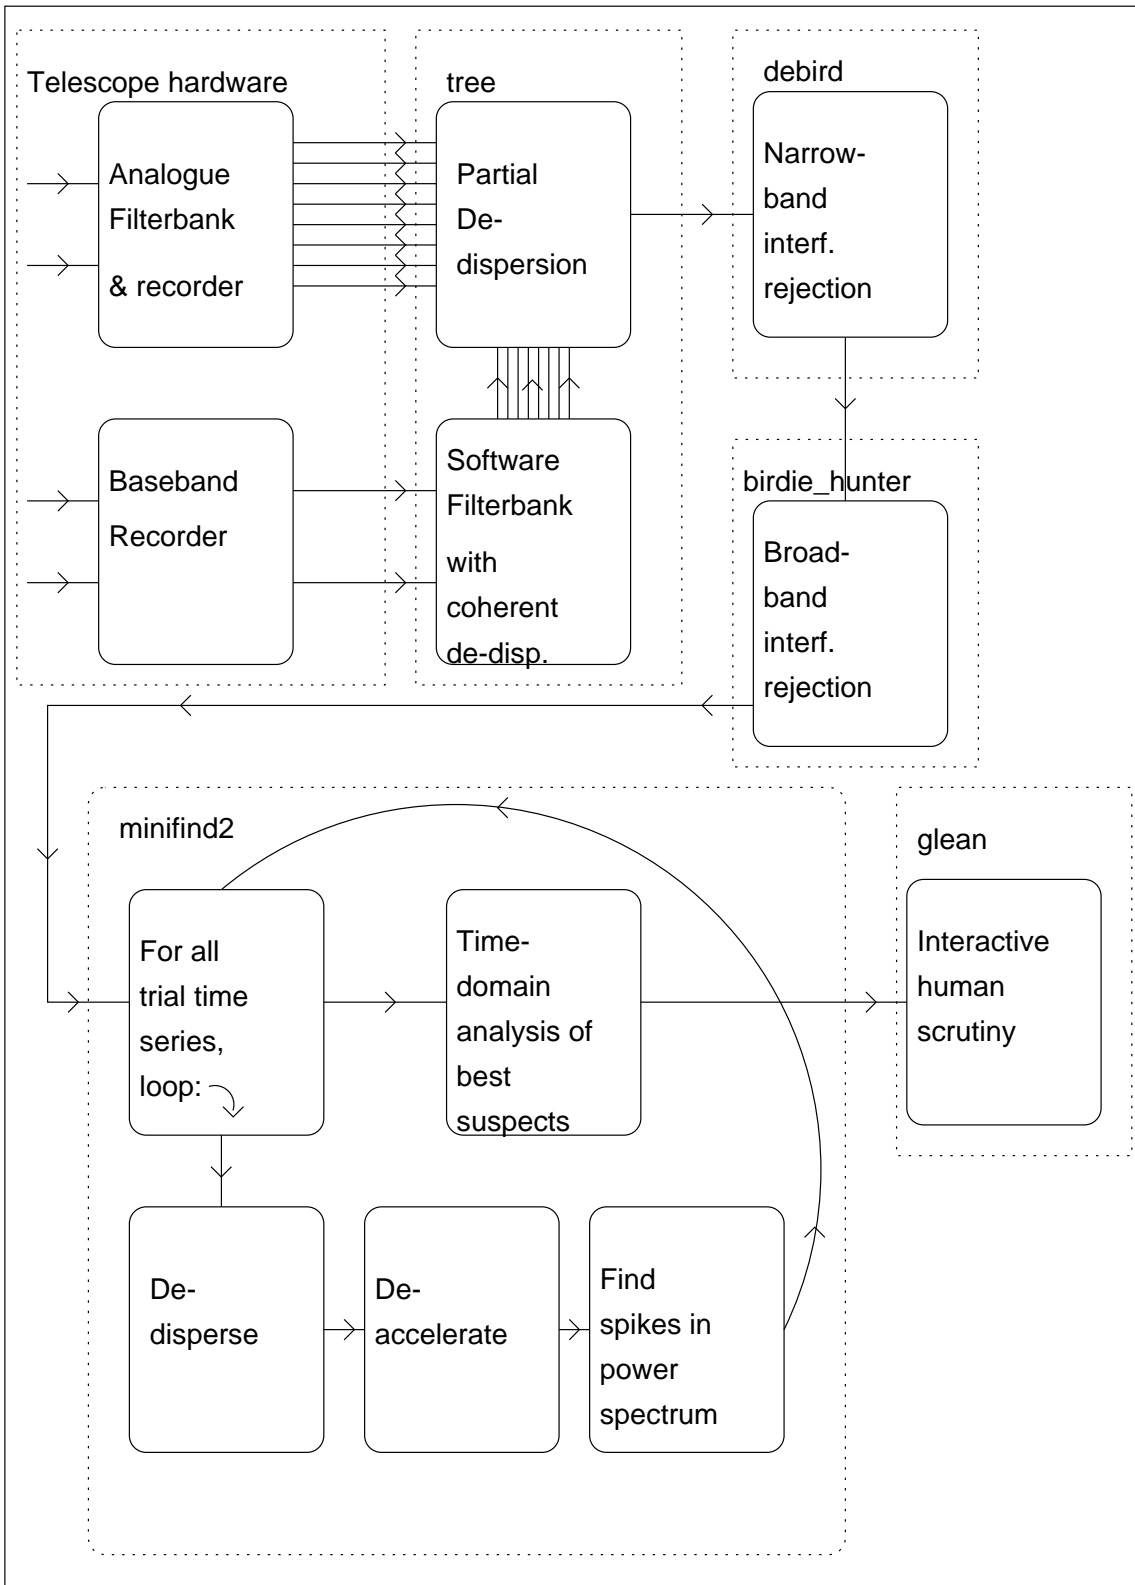 Telescope hardware
Analogue
Filterbank
& recorder
tree
Partial
De-
dispersion
debird
Narrow-
band
interf.
rejection
Baseband
Recorder
Software
Filterbank
with
coherent
de-disp.
birdie_hunter
Broad-
band
interf.
rejection
minifind2
For all
trial time
series,
loop:
Time-
domain
analysis of
best
suspects
glean
Interactive
human
scrutiny
De-
disperse
De-
accelerate
Find
spikes in
power
spectrum